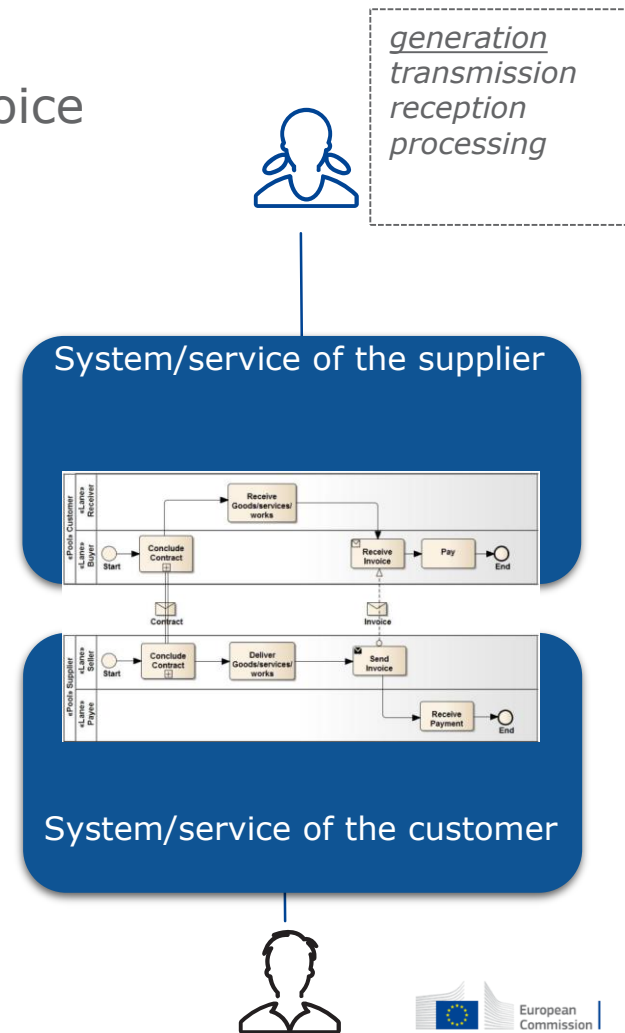 oice
generation
transmission
reception
processing
System/service of the supplier
«Pool» Customer
«Lane»
Receiver
Receive
Goods/services/
works
«Lane»
Buyer
Start
Conclude
Contract
Receive
Invoice
Pay
End
Contract
Invoice
«Pool» Supplier
«Lane»
Seller
Start
Conclude
Contract
Deliver
Goods/services/
works
Send
Invoice
«Lane»
Payee
Receive
Payment
End
System/service of the customer
European
Commission